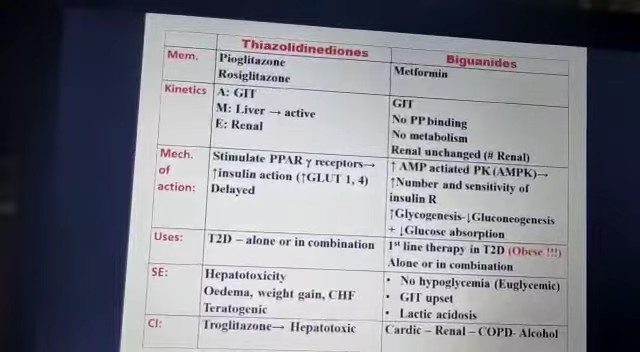 Thiazolidinediones
Biguanides
Mem.
Pioglitazone
Rosiglitazone
Metformin
Kinetics
A: GIT
M: Liver → active
E: Renal
GIT
No PP binding
No metabolism
Renal unchanged (# Renal)
Mech.
of
action:
Stimulate PPAR γ receptors→
↑insulin action (↑GLUT 1, 4)
Delayed
↑ AMP actiated PK (AMPK)→
↑Number and sensitivity of
insulin R
↑Glycogenesis-↓Gluconeogenesis
+ ↓Glucose absorption
Uses:
T2D – alone or in combination
1st line therapy in T2D (Obese !!!)
Alone or in combination
SE:
Hepatotoxicity
Oedema, weight gain, CHF
Teratogenic
• No hypoglycemia (Euglycemic)
• GIT upset
• Lactic acidosis
CI:
Troglitazone→ Hepatotoxic
Cardic – Renal – COPD- Alcohol